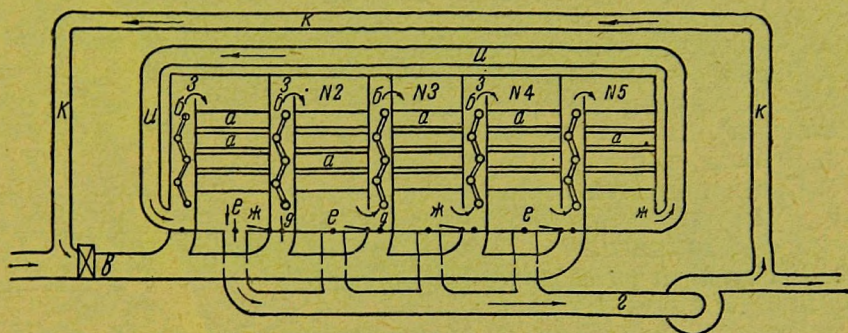 К
и
К
К
и
З
б
З
б
N2
б
N3
З
б
N4
N5
а
а
а
а
а
а
е
ж
д
е
д
ж
е
ж
в
г